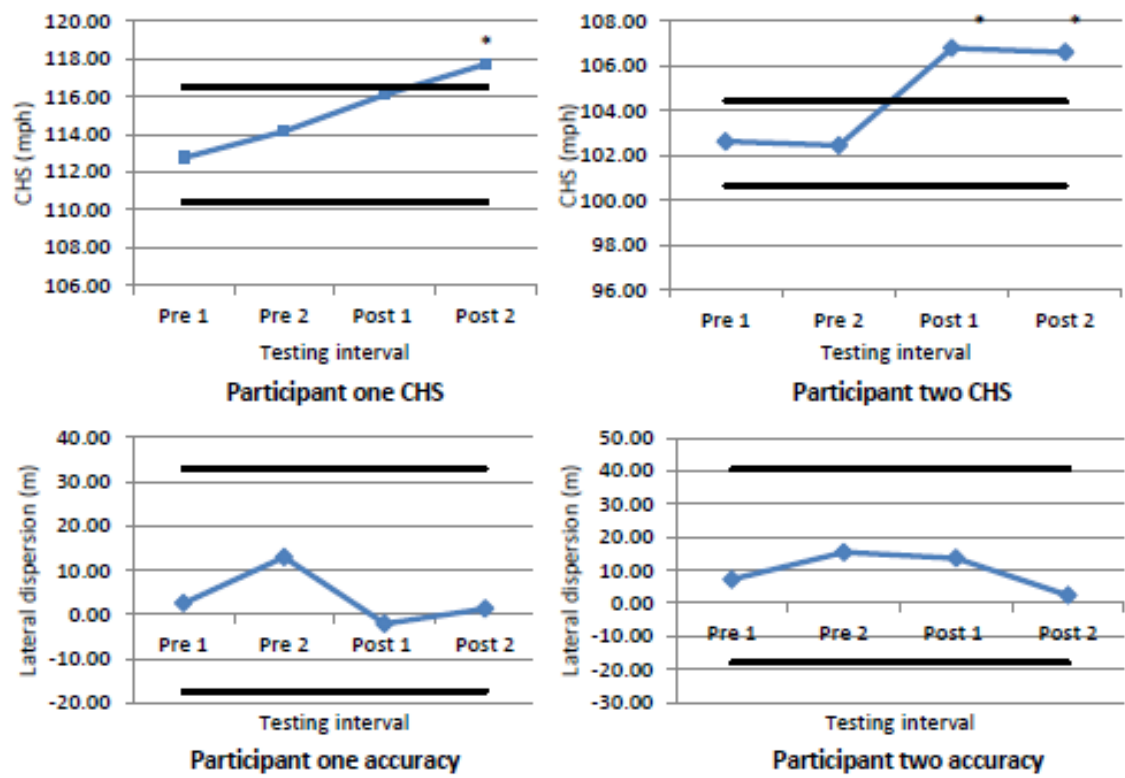 120.00
118.00
116.00
114.00
112.00
110.00
108.00
106.00
CHS (mph)
*
Pre 1 Pre 2 Post 1 Post 2
Testing interval
Participant one CHS
108.00
106.00
104.00
102.00
100.00
98.00
96.00
CHS (mph)
* *
Pre 1 Pre 2 Post 1 Post 2
Testing interval
Participant two CHS
40.00
30.00
20.00
10.00
0.00
-10.00
-20.00
Lateral dispersion (m)
Pre 1 Pre 2 Post 1 Post 2
Testing interval
Participant one accuracy
50.00
40.00
30.00
20.00
10.00
0.00
-10.00
-20.00
-30.00
Lateral dispersion (m)
Pre 1 Pre 2 Post 1 Post 2
Testing interval
Participant two accuracy